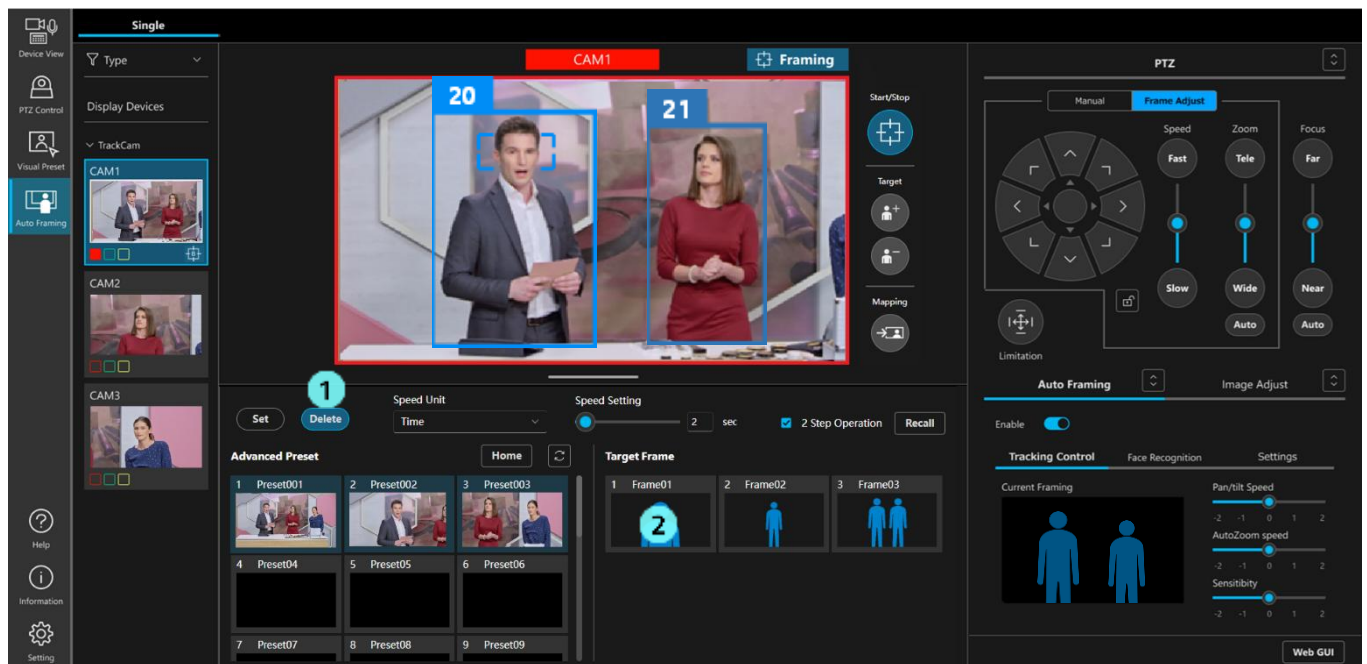 Single
Device View
PTZ Control
Visual Preset
Auto Framing
Help
Information
Setting
Type
Display Devices
TrackCam
CAM1
CAM2
CAM3
CAM1
Framing
20
21
Start/Stop
Target
Mapping
1
Set
Delete
Speed Unit
Time
Speed Setting
2 sec
2 Step Operation
Recall
Advanced Preset
Home
1 Preset001
2 Preset002
3 Preset003
4 Preset04
5 Preset05
6 Preset06
7 Preset07
8 Preset08
9 Preset09
Target Frame
1 Frame01
2 Frame02
3 Frame03
2
PTZ
Manual
Frame Adjust
Speed
Zoom
Focus
Fast
Tele
Far
Slow
Wide
Near
Auto
Auto
Limitation
Auto Framing
Image Adjust
Enable
Tracking Control
Face Recognition
Settings
Current Framing
Pan/tilt Speed
-2 -1 0 1 2
AutoZoom speed
-2 -1 0 1 2
Sensitibity
-2 -1 0 1 2
Web GUI